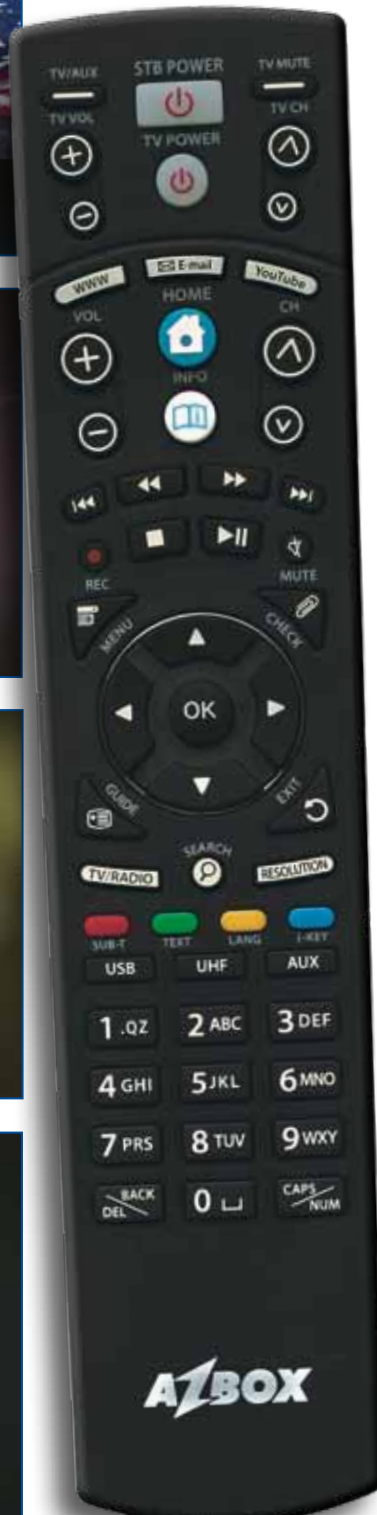 TV/AUX STB POWER TV MUTE
TV VOL TV POWER TV CH
WWW E-mail YouTube
VOL HOME CH
INFO
REC MUTE
MENU CHECK
OK
GUIDE EXIT
TV/RADIO SEARCH RESOLUTION
SUB-T TEXT LANG i-KEY
USB UHF AUX
1 .QZ 2 ABC 3 DEF
4 GHI 5 JKL 6 MNO
7 PRS 8 TUV 9 WXY
BACK DEL 0 CAPS NUM
AZBOX